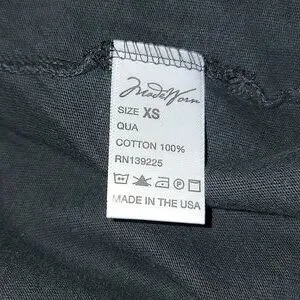 MadeWorn
SIZE XS
QUA
COTTON 100%
RN139225
MADE IN THE USA